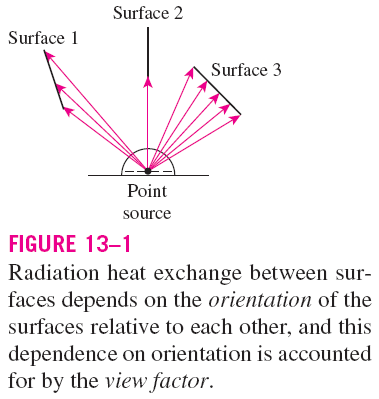 Surface 2
Surface 1
Surface 3
Point
source
FIGURE 13–1
Radiation heat exchange between sur-
faces depends on the orientation of the
surfaces relative to each other, and this
dependence on orientation is accounted
for by the view factor.